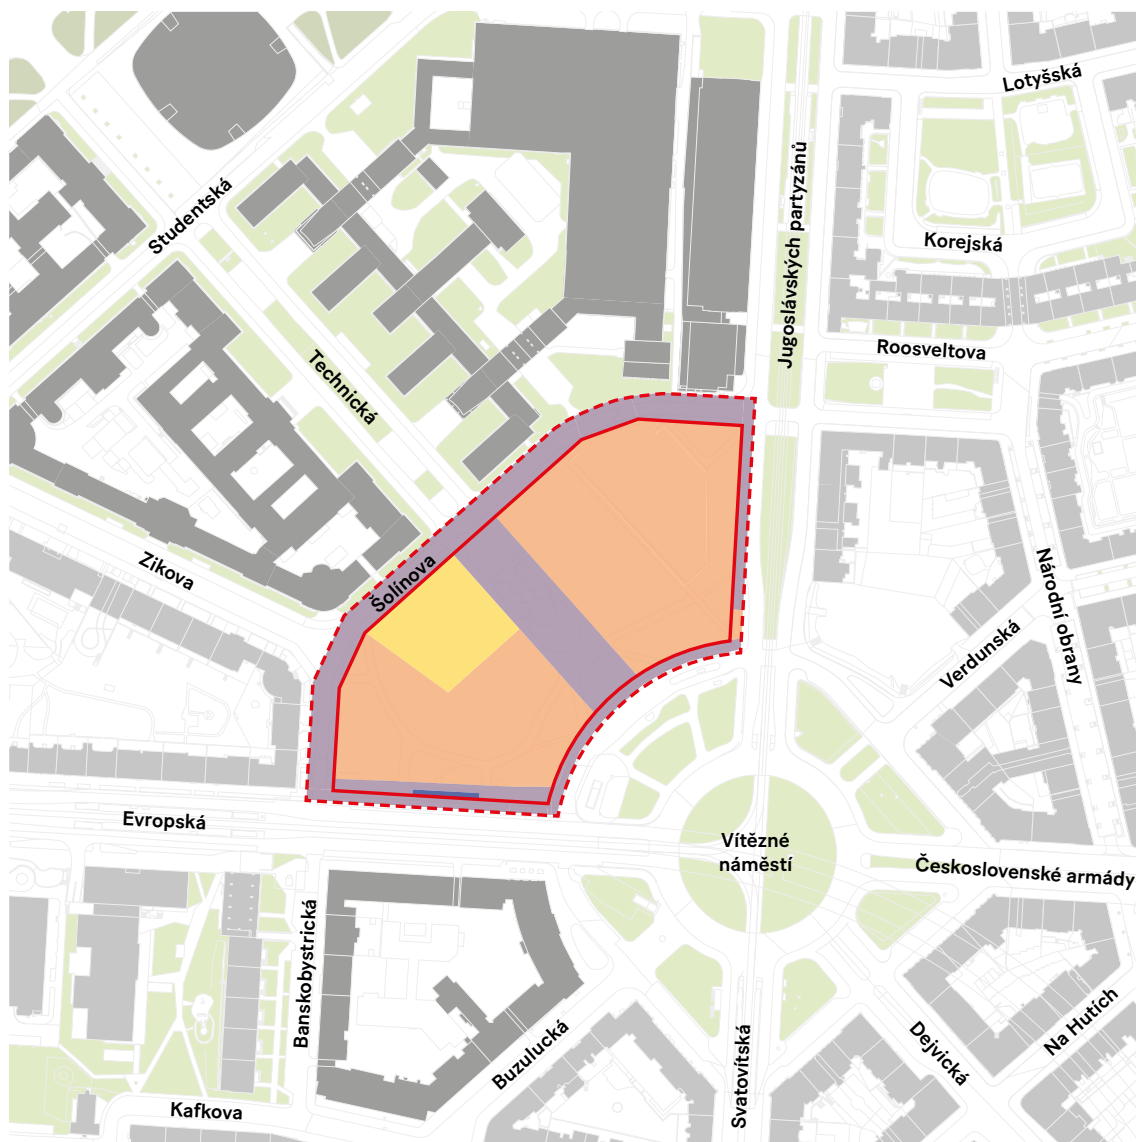 Lotyšská
Jugoslávských partyzánů
Studentská
Korejská
Roosveltova
Technická
Zikova
Šolínova
Národní obrany
Verdunská
Evropská
Vítězné
náměstí
Československé armády
Banskobystrická
Buzulucká
Svatovítská
Dejvická
Na Hutích
Kafkova